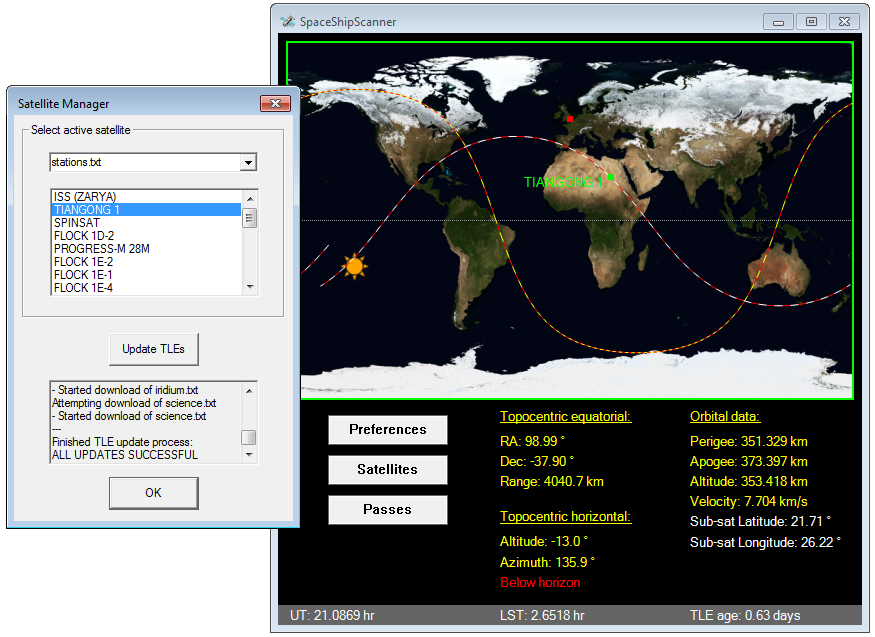 SpaceShipScanner
TIANGONG 1
Satellite Manager
Select active satellite
stations.txt
ISS (ZARYA)
TIANGONG 1
SPINSAT
FLOCK 1D-2
PROGRESS-M 28M
FLOCK 1E-2
FLOCK 1E-1
FLOCK 1E-4
Update TLEs
- Started download of iridium.txt
Attempting download of science.txt
- Started download of science.txt
---
Finished TLE update process:
ALL UPDATES SUCCESSFUL
OK
Preferences
Satellites
Passes
Topocentric equatorial:
RA: 98.99 °
Dec: -37.90 °
Range: 4040.7 km
Topocentric horizontal:
Altitude: -13.0 °
Azimuth: 135.9 °
Below horizon
Orbital data:
Perigee: 351.329 km
Apogee: 373.397 km
Altitude: 353.418 km
Velocity: 7.704 km/s
Sub-sat Latitude: 21.71 °
Sub-sat Longitude: 26.22 °
UT: 21.0869 hr
LST: 2.6518 hr
TLE age: 0.63 days